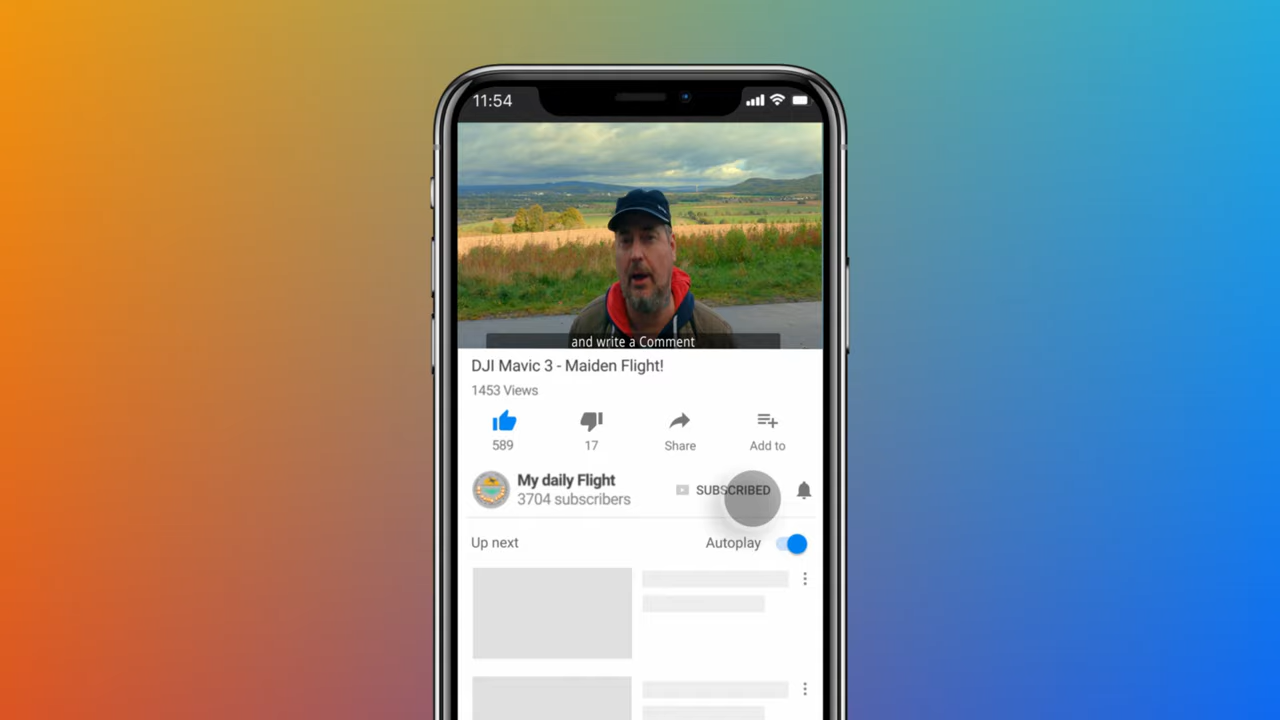 11:54
and write a Comment
DJI Mavic 3 - Maiden Flight!
1453 Views
589
17
Share
Add to
My daily Flight
3704 subscribers
SUBSCRIBED
Up next
Autoplay